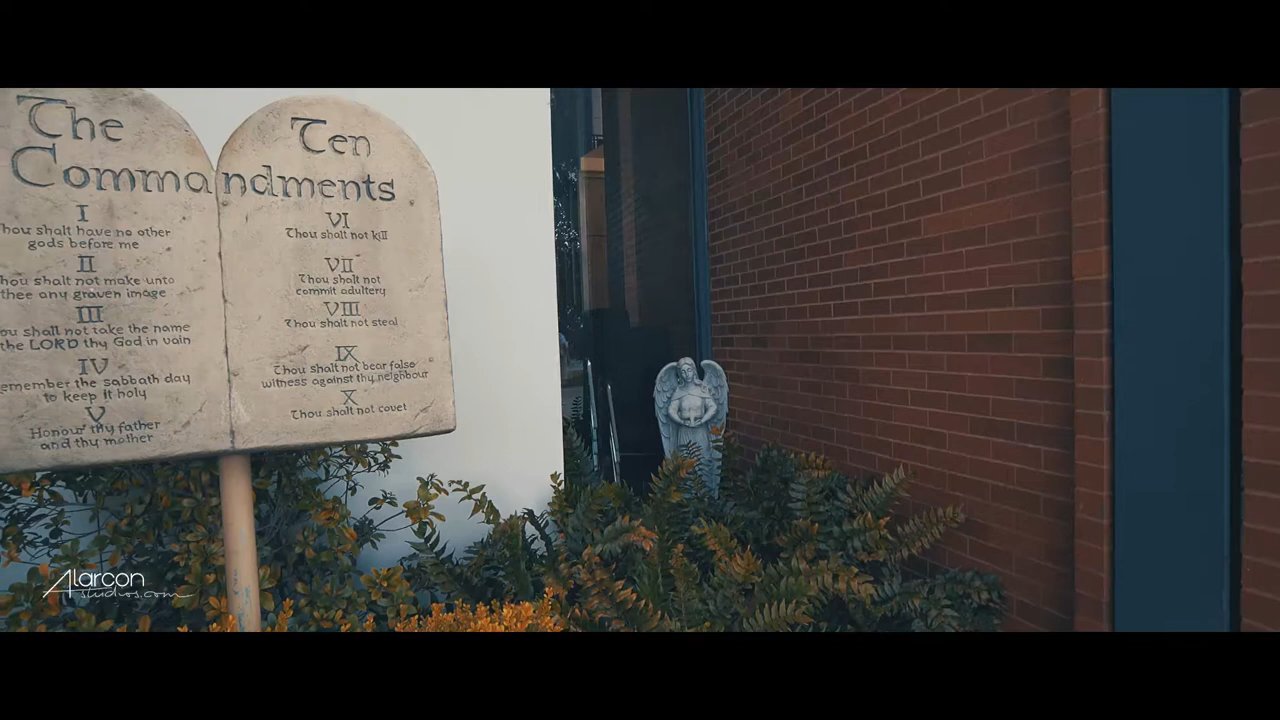 The Ten
Commandments
I
hou shalt have no other
gods before me
II
hou shalt not make unto
thee any graven image
III
ou shall not take the name
the LORD thy God in vain
IV
emember the sabbath day
to keep it holy
V
Honour thy father
and thy mother
VI
Thou shalt not kill
VII
Thou shalt not
commit adultery
VIII
Thou shalt not steal
IX
Thou shalt not bear false
witness against thy neighbour
X
Thou shalt not covet
Alarcon
studios.com